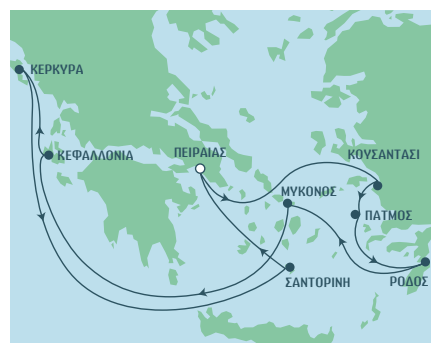 ΚΕΡΚΥΡΑ
ΚΕΦΑΛΛΟΝΙΑ
ΠΕΙΡΑΙΑΣ
ΚΟΥΣΑΝΤΑΣΙ
ΜΥΚΟΝΟΣ
ΠΑΤΜΟΣ
ΣΑΝΤΟΡΙΝΗ
ΡΟΔΟΣ